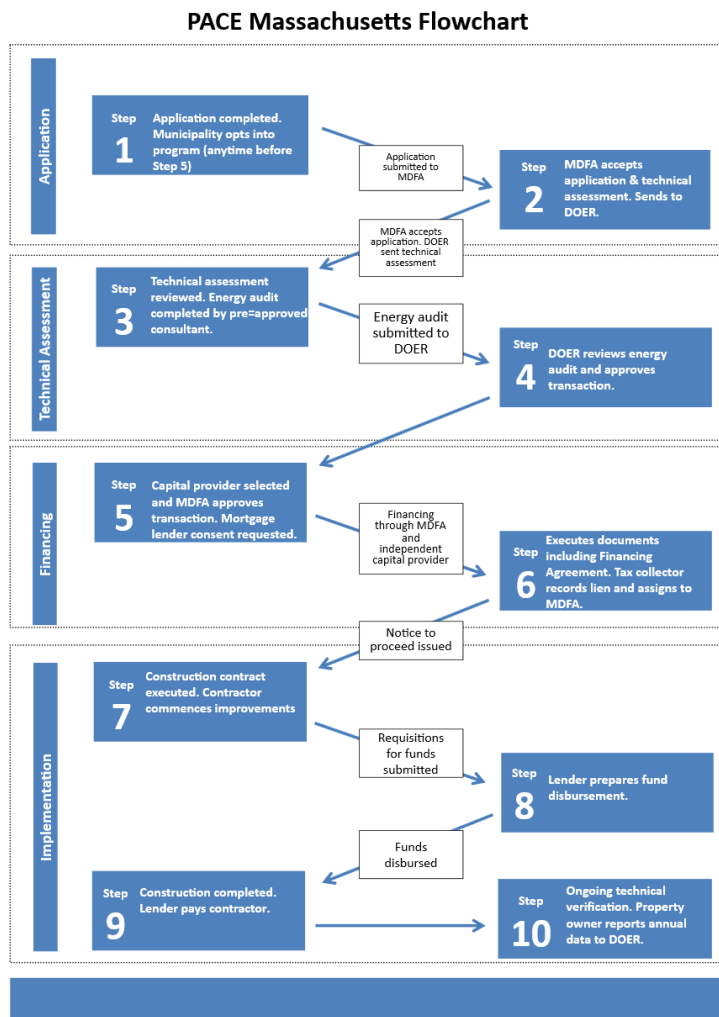 PACE Massachusetts Flowchart
Application
Step
1
Application completed.
Municipality opts into
program (anytime before
Step 5)
Application
submitted to
MDFA
Step
2
MDFA accepts
application & technical
assessment. Sends to
DOER.
MDFA accepts
application. DOER
sent technical
assessment
Technical Assessment
Step
3
Technical assessment
reviewed. Energy audit
completed by pre=approved
consultant.
Energy audit
submitted to
DOER
Step
4
DOER reviews energy
audit and approves
transaction.
Financing
Step
5
Capital provider selected
and MDFA approves
transaction. Mortgage
lender consent requested.
Financing
through MDFA
and
independent
capital provider
Step
6
Executes documents
including Financing
Agreement. Tax collector
records lien and assigns to
MDFA.
Notice to
proceed issued
Implementation
Step
7
Construction contract
executed. Contractor
commences improvements
Requisitions
for funds
submitted
Step
8
Lender prepares fund
disbursement.
Funds
disbursed
Step
9
Construction completed.
Lender pays contractor.
Step
10
Ongoing technical
verification. Property
owner reports annual
data to DOER.